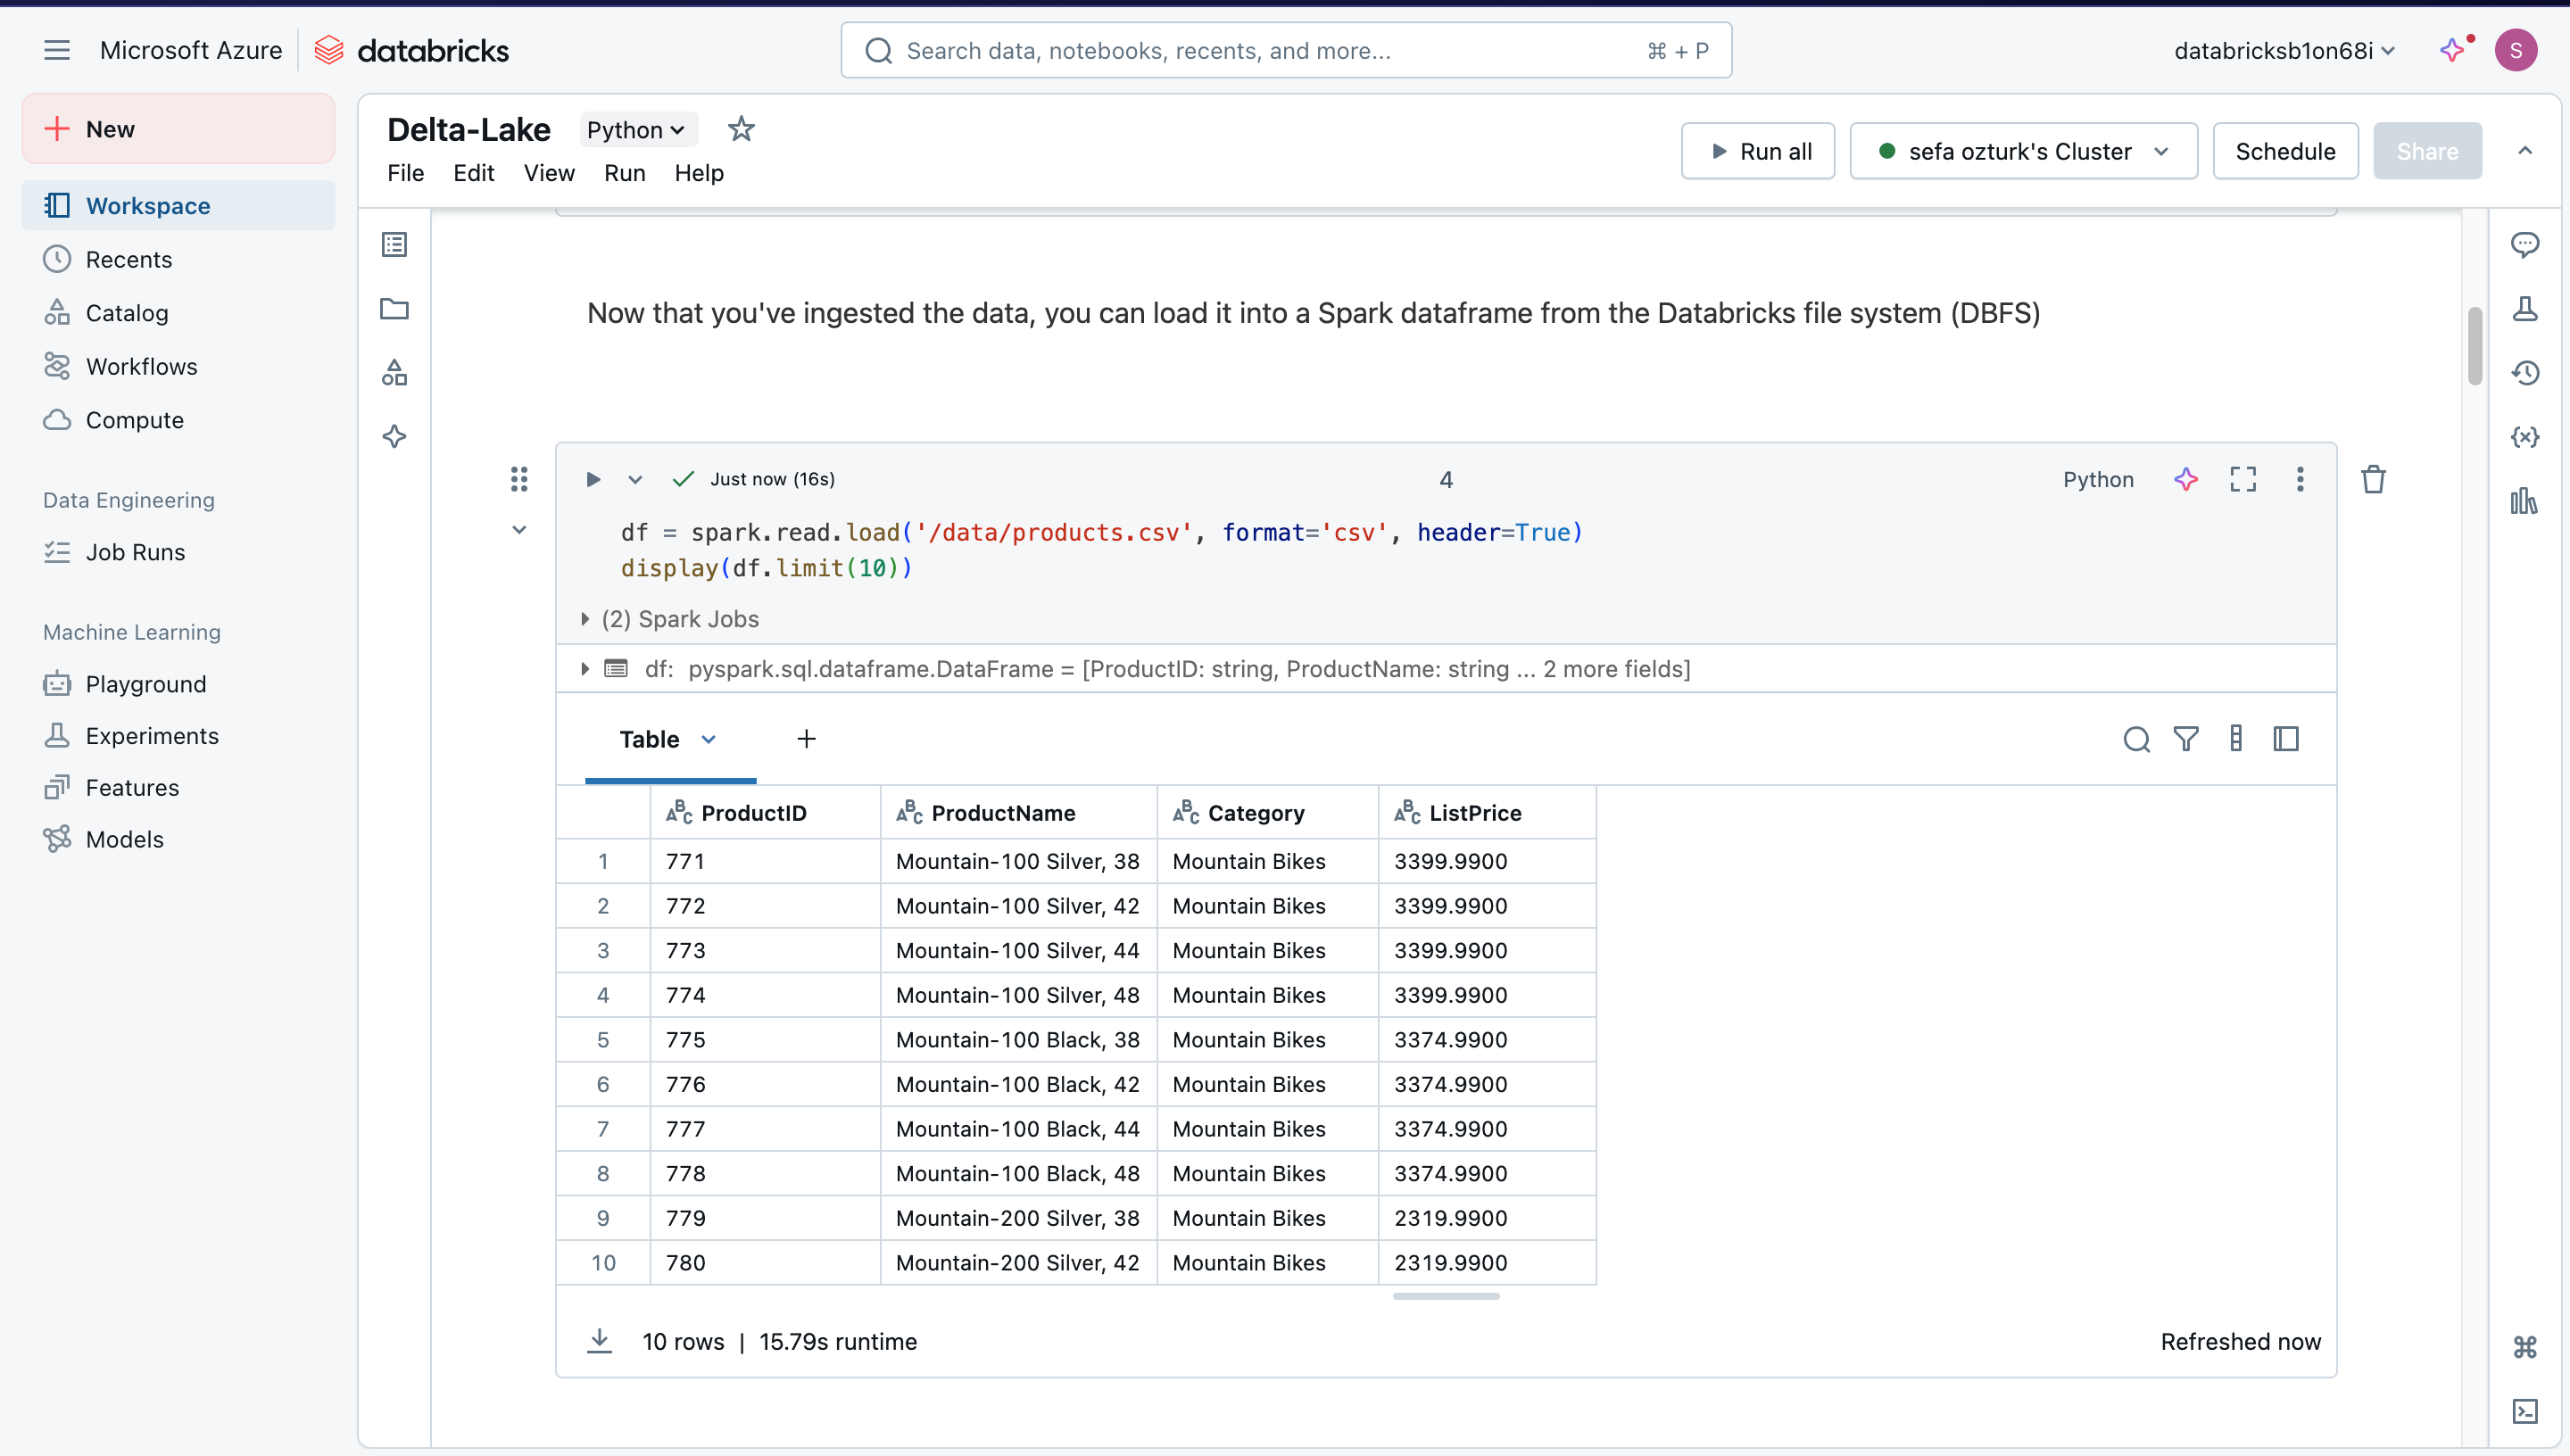 Microsoft Azure databricks
Search data, notebooks, recents, and more... ⌘ + P
databricksb1on68i
S
New
Workspace
Recents
Catalog
Workflows
Compute
Data Engineering
Job Runs
Machine Learning
Playground
Experiments
Features
Models
Delta-Lake Python
File Edit View Run Help
Run all sefa ozturk's Cluster Schedule Share
Now that you've ingested the data, you can load it into a Spark dataframe from the Databricks file system (DBFS)
Just now (16s) 4 Python
df = spark.read.load('/data/products.csv', format='csv', header=True)
display(df.limit(10))
(2) Spark Jobs
df: pyspark.sql.dataframe.DataFrame = [ProductID: string, ProductName: string ... 2 more fields]
Table +
ABC ProductID ABC ProductName ABC Category ABC ListPrice
1 771 Mountain-100 Silver, 38 Mountain Bikes 3399.9900
2 772 Mountain-100 Silver, 42 Mountain Bikes 3399.9900
3 773 Mountain-100 Silver, 44 Mountain Bikes 3399.9900
4 774 Mountain-100 Silver, 48 Mountain Bikes 3399.9900
5 775 Mountain-100 Black, 38 Mountain Bikes 3374.9900
6 776 Mountain-100 Black, 42 Mountain Bikes 3374.9900
7 777 Mountain-100 Black, 44 Mountain Bikes 3374.9900
8 778 Mountain-100 Black, 48 Mountain Bikes 3374.9900
9 779 Mountain-200 Silver, 38 Mountain Bikes 2319.9900
10 780 Mountain-200 Silver, 42 Mountain Bikes 2319.9900
10 rows | 15.79s runtime Refreshed now